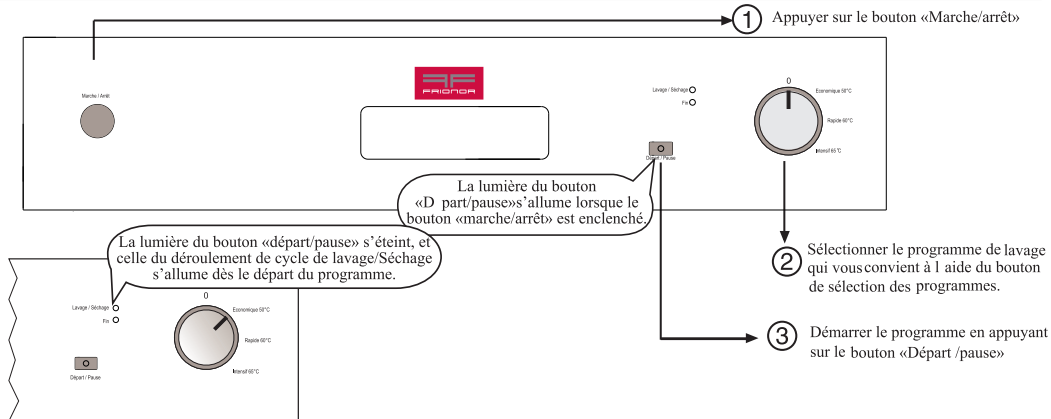 1 Appuyer sur le bouton «Marche/arrêt»
Marche / Arrêt
FRIONOR
Lavage / Séchage
Fin
Départ / Pause
0
Economique 50°C
Rapide 60°C
Intensif 65°C
La lumière du bouton
«D part/pause»s’allume lorsque le
bouton «marche/arrêt» est enclenché.
La lumière du bouton «départ/pause» s’éteint, et
celle du déroulement de cycle de lavage/Séchage
s’allume dès le départ du programme.
2 Sélectionner le programme de lavage
qui vous convient à l aide du bouton
de sélection des programmes.
3 Démarrer le programme en appuyant
sur le bouton «Départ /pause»
Lavage / Séchage
Fin
Départ / Pause
0
Economique 50°C
Rapide 60°C
Intensif 65°C